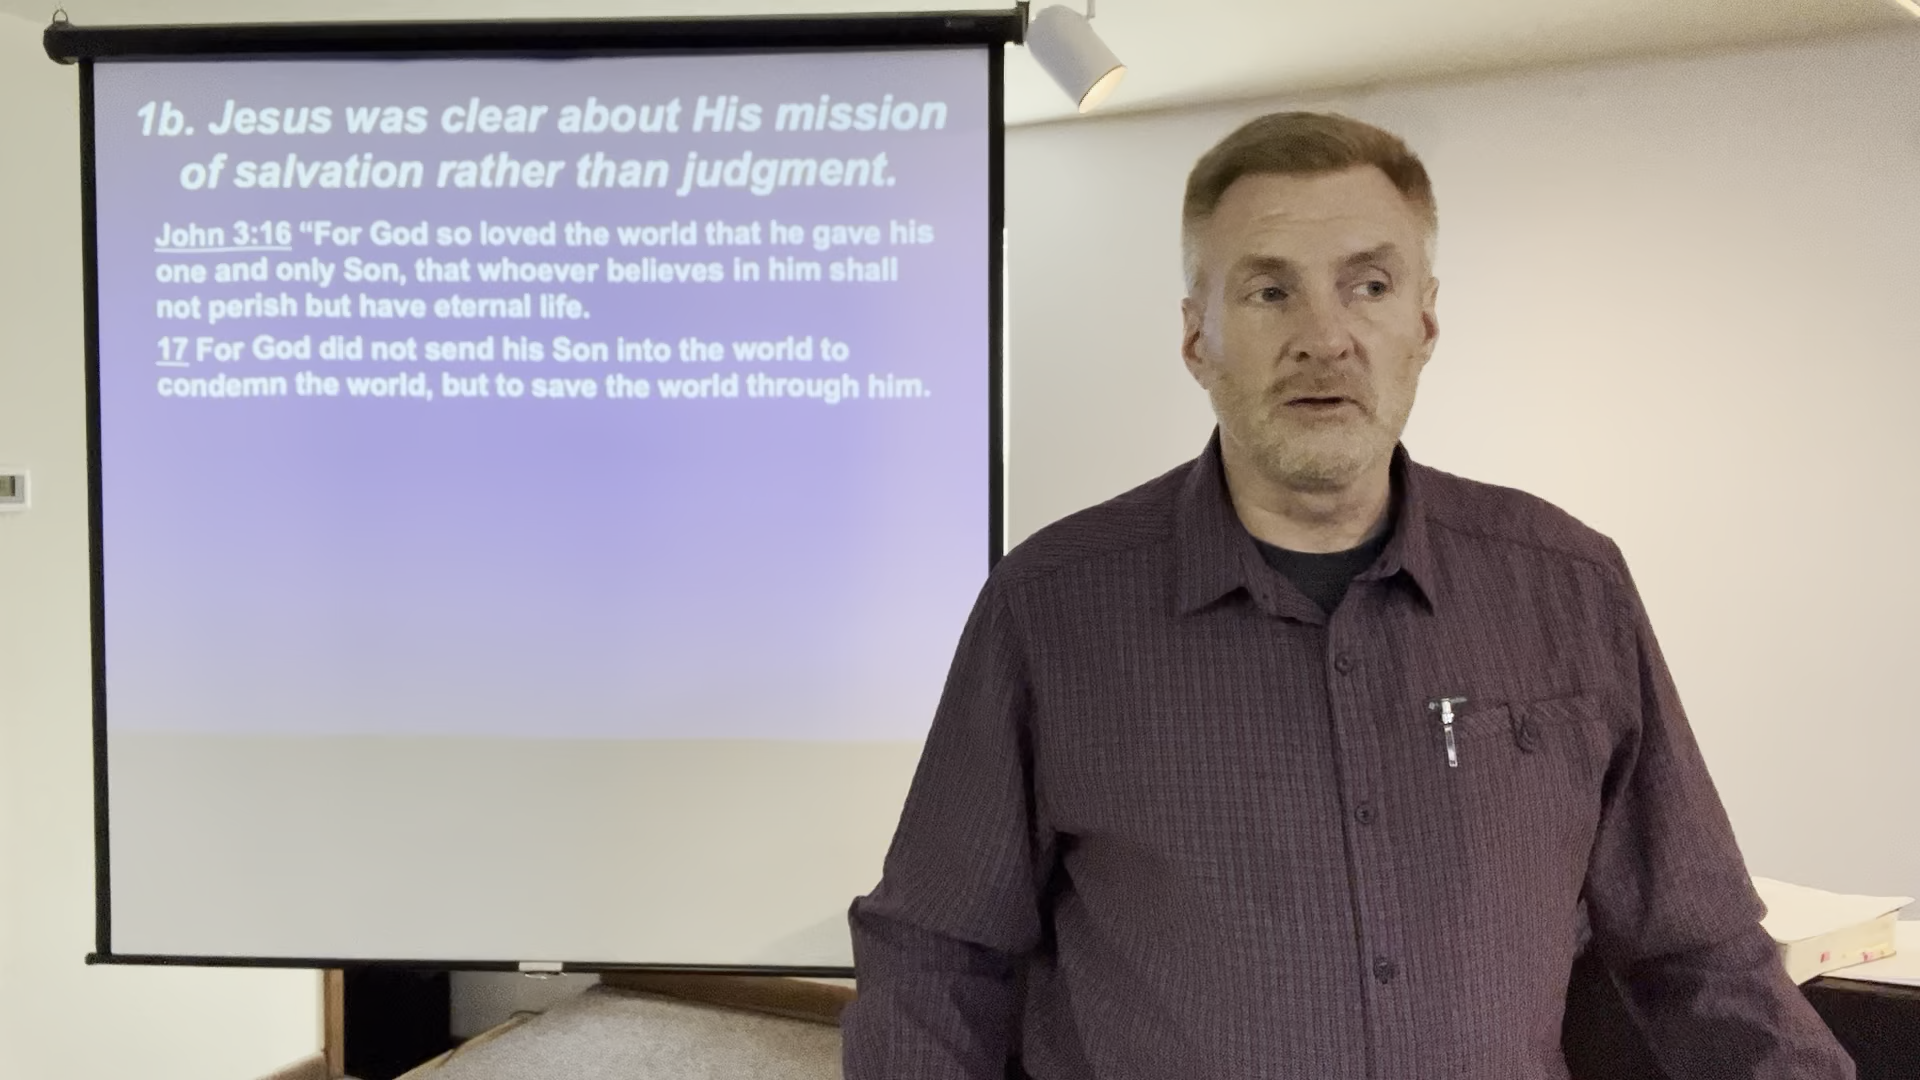 1b. Jesus was clear about His mission
of salvation rather than judgment.
John 3:16 “For God so loved the world that he gave his
one and only Son, that whoever believes in him shall
not perish but have eternal life.
17 For God did not send his Son into the world to
condemn the world, but to save the world through him.